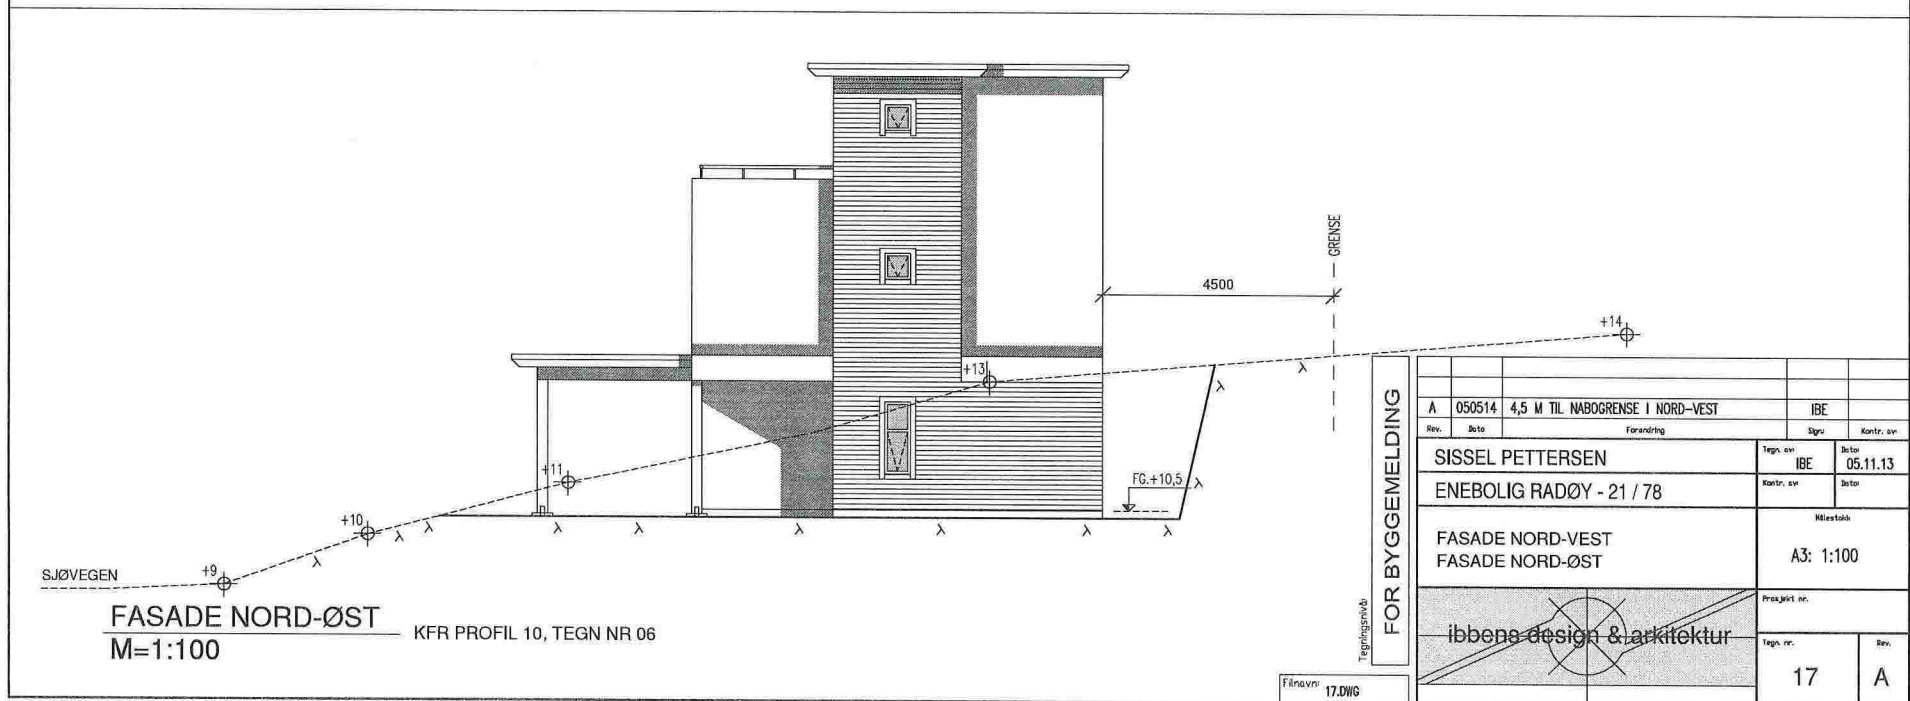 GRENSE
4500
+14
+13
+11
FG.+10,5
+10
+9
SJØVEGEN
FASADE NORD-ØST
M=1:100
KFR PROFIL 10, TEGN NR 06
Tegningsnivå:
FOR BYGGEMELDING
Filnavn: 17.DWG
A 050514 4,5 M TIL NABOGRENSE I NORD-VEST IBE
Rev. Dato Forandring Sign: Kontr. av:
SISSEL PETTERSEN
Tegn. av: IBE
Dato: 05.11.13
ENEBOLIG RADØY - 21 / 78
Kontr. av: Dato:
FASADE NORD-VEST
FASADE NORD-ØST
Målestokk
A3: 1:100
ibbens design & arkitektur
Prosjekt nr.
Tegn. nr. Rev.
17 A